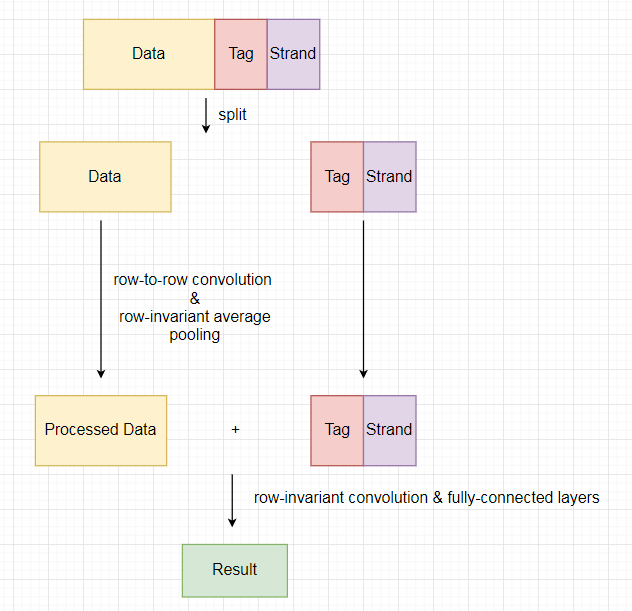 Data Tag Strand
split
Data Tag Strand
row-to-row convolution
&
row-invariant average
pooling
Processed Data + Tag Strand
row-invariant convolution & fully-connected layers
Result